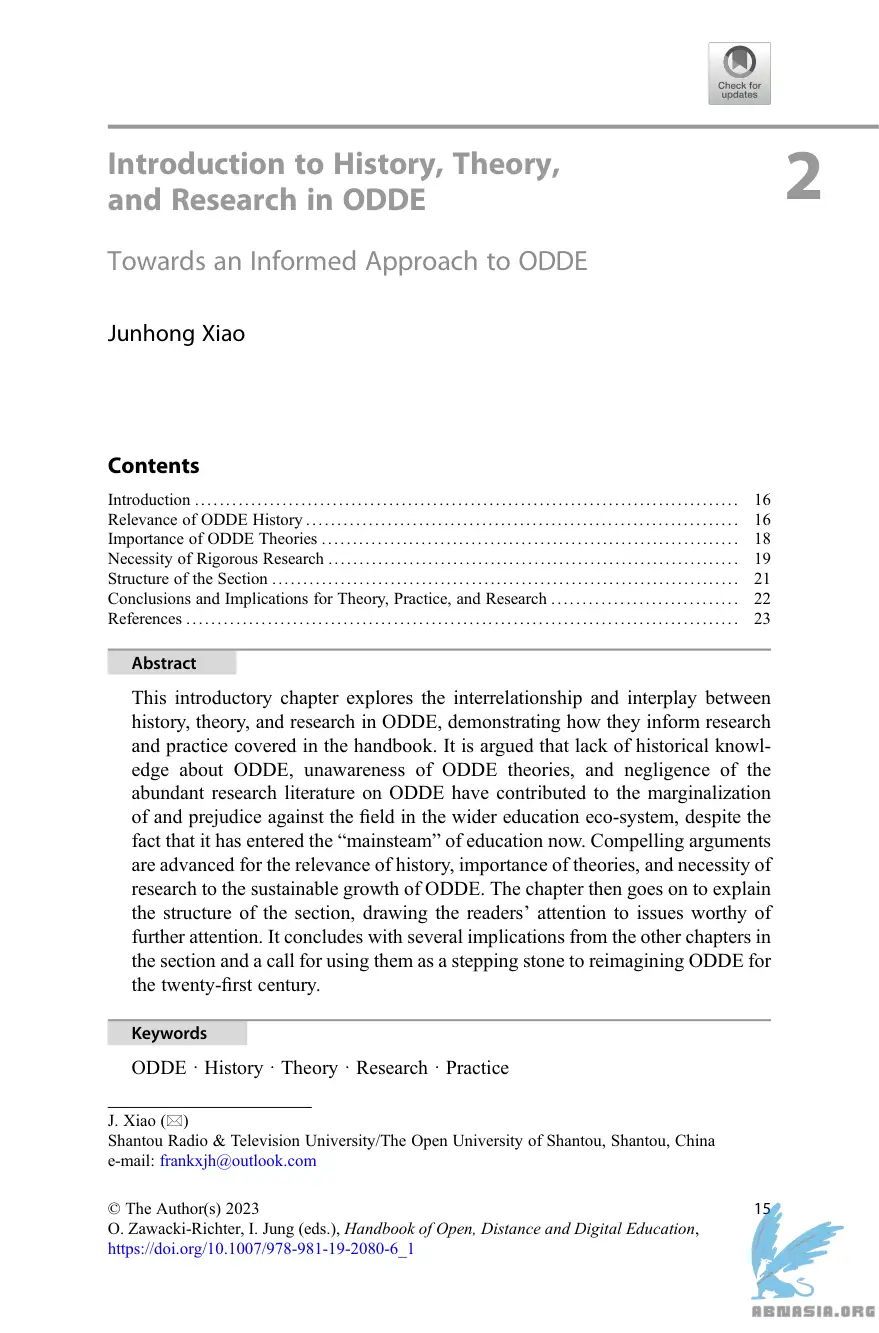 Check for
updates
Introduction to History, Theory,
and Research in ODDE
2
Towards an Informed Approach to ODDE
Junhong Xiao
Contents
Introduction ........................................................................................ 16
Relevance of ODDE History ...................................................................... 16
Importance of ODDE Theories ................................................................... 18
Necessity of Rigorous Research .................................................................. 19
Structure of the Section ........................................................................... 21
Conclusions and Implications for Theory, Practice, and Research .............................. 22
References ......................................................................................... 23
Abstract
This introductory chapter explores the interrelationship and interplay between
history, theory, and research in ODDE, demonstrating how they inform research
and practice covered in the handbook. It is argued that lack of historical knowl-
edge about ODDE, unawareness of ODDE theories, and negligence of the
abundant research literature on ODDE have contributed to the marginalization
of and prejudice against the field in the wider education eco-system, despite the
fact that it has entered the “mainsteam” of education now. Compelling arguments
are advanced for the relevance of history, importance of theories, and necessity of
research to the sustainable growth of ODDE. The chapter then goes on to explain
the structure of the section, drawing the readers’ attention to issues worthy of
further attention. It concludes with several implications from the other chapters in
the section and a call for using them as a stepping stone to reimagining ODDE for
the twenty-first century.
Keywords
ODDE · History · Theory · Research · Practice
J. Xiao (✉)
Shantou Radio & Television University/The Open University of Shantou, Shantou, China
e-mail: frankxjh@outlook.com
© The Author(s) 2023
15
O. Zawacki-Richter, I. Jung (eds.), Handbook of Open, Distance and Digital Education,
https://doi.org/10.1007/978-981-19-2080-6_1
ABNASIA.ORG